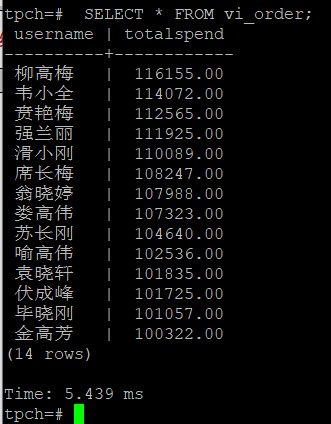 tpch=#  SELECT * FROM vi_order;
 username | totalspend
----------+------------
 柳高梅   |  116155.00
 韦小全   |  114072.00
 贲艳梅   |  112565.00
 强兰丽   |  111925.00
 滑小刚   |  110089.00
 席长梅   |  108247.00
 翁晓婷   |  107988.00
 娄高伟   |  107323.00
 苏长刚   |  104640.00
 喻高伟   |  102536.00
 袁晓轩   |  101835.00
 伏成峰   |  101725.00
 毕晓刚   |  101057.00
 金高芳   |  100322.00
(14 rows)
Time: 5.439 ms
tpch=#